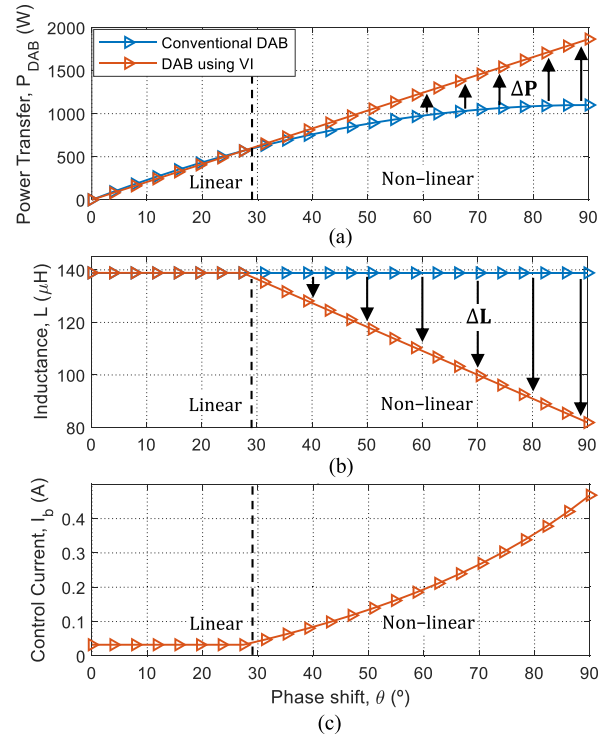 (a)
Power Transfer, P_DAB (W)
2000
1500
1000
500
0
Conventional DAB
DAB using VI
ΔP
Linear
Non-linear
0 10 20 30 40 50 60 70 80 90
(a)
Inductance, L (μH)
140
120
100
80
ΔL
Linear
Non-linear
0 10 20 30 40 50 60 70 80 90
(b)
Control Current, I_b (A)
0.4
0.3
0.2
0.1
0
Linear
Non-linear
0 10 20 30 40 50 60 70 80 90
Phase shift, θ (º)
(c)